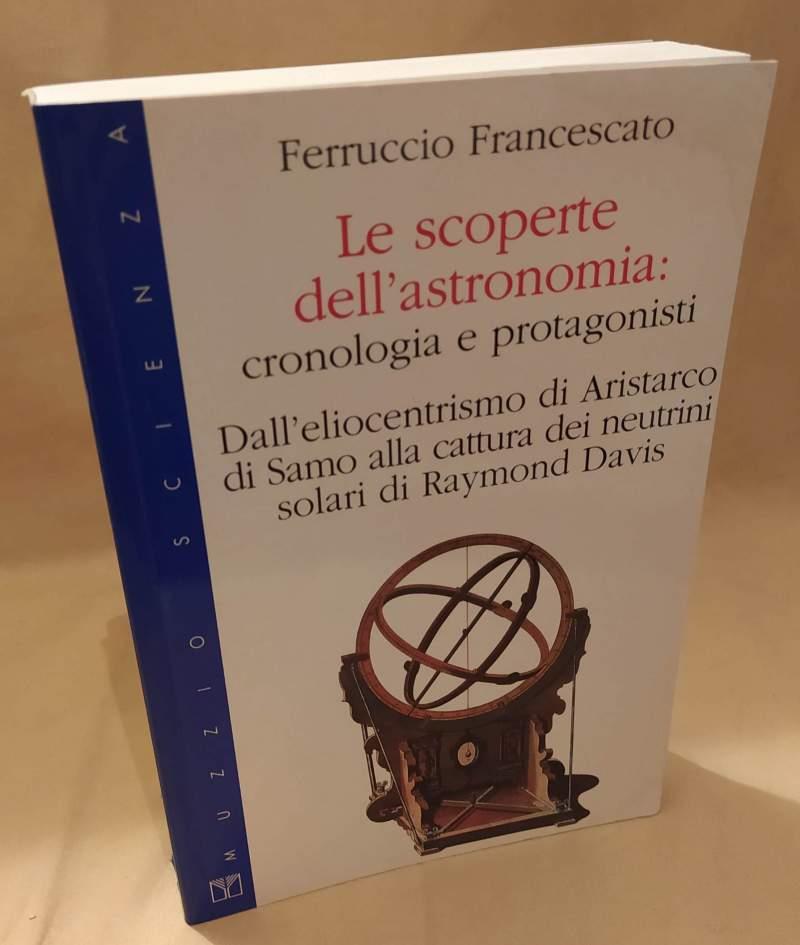 Ferruccio Francescato
Le scoperte
dell'astronomia:
cronologia e protagonisti
Dall'eliocentrismo di Aristarco
di Samo alla cattura dei neutrini
solari di Raymond Davis
MUZZIO SCIENZA